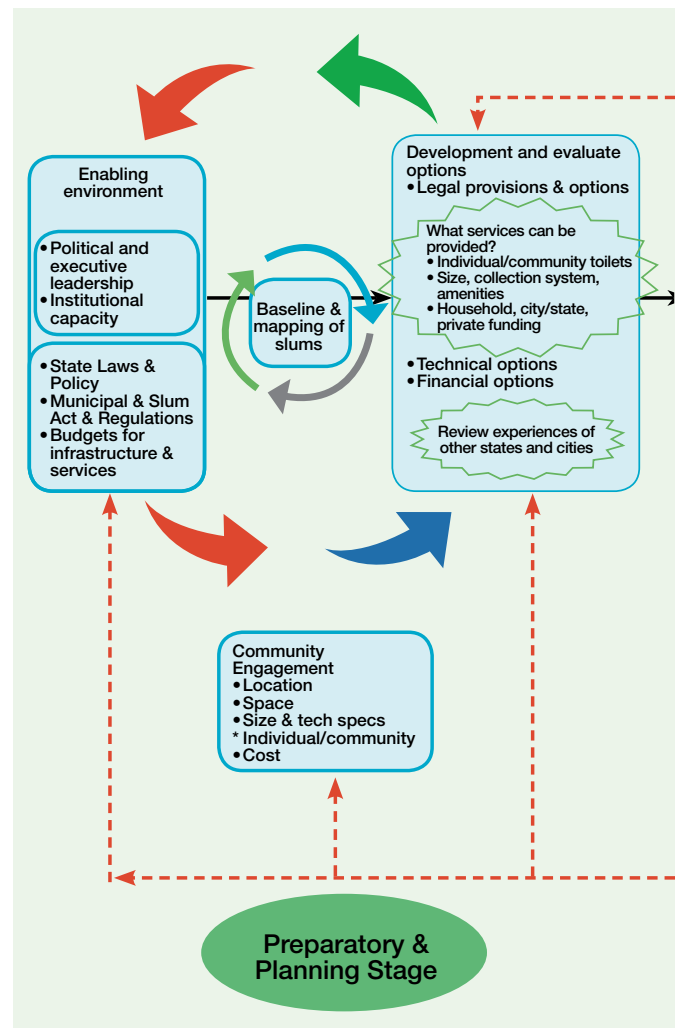 Enabling
environment
•Political and
executive
leadership
•Institutional
capacity
•State Laws &
Policy
•Municipal & Slum
Act & Regulations
•Budgets for
infrastructure &
services
Baseline &
mapping of
slums
Development and evaluate
options
•Legal provisions & options
What services can be
provided?
• Individual/community toilets
• Size, collection system,
amenities
• Household, city/state,
private funding
•Technical options
•Financial options
Review experiences of
other states and cities
Community
Engagement
•Location
•Space
•Size & tech specs
* Individual/community
•Cost
Preparatory &
Planning Stage